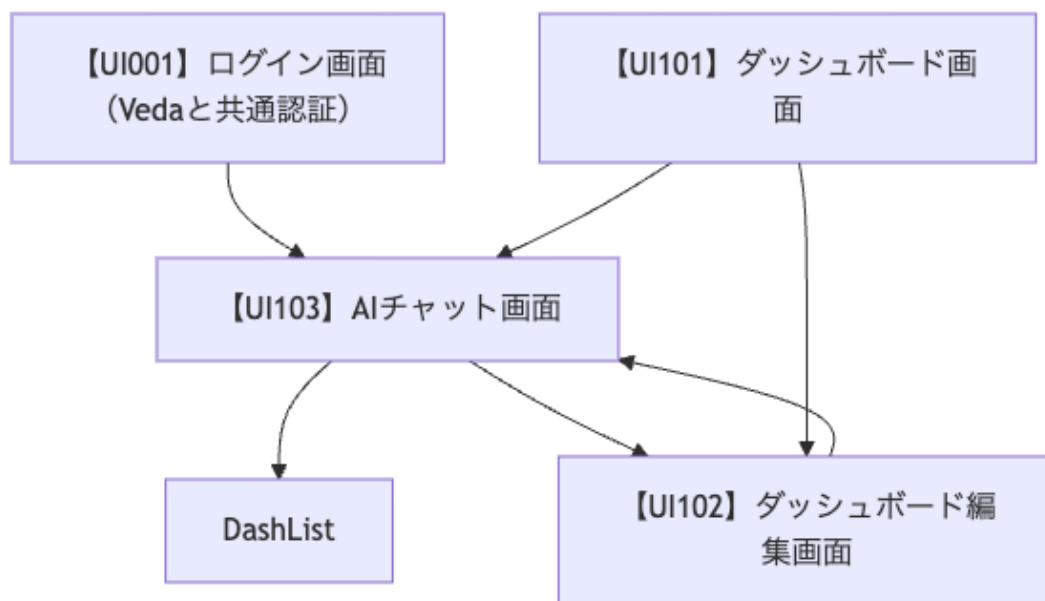 【UI001】ログイン画面
（Vedaと共通認証）
【UI101】ダッシュボード画
面
【UI103】AIチャット画面
DashList
【UI102】ダッシュボード編
集画面